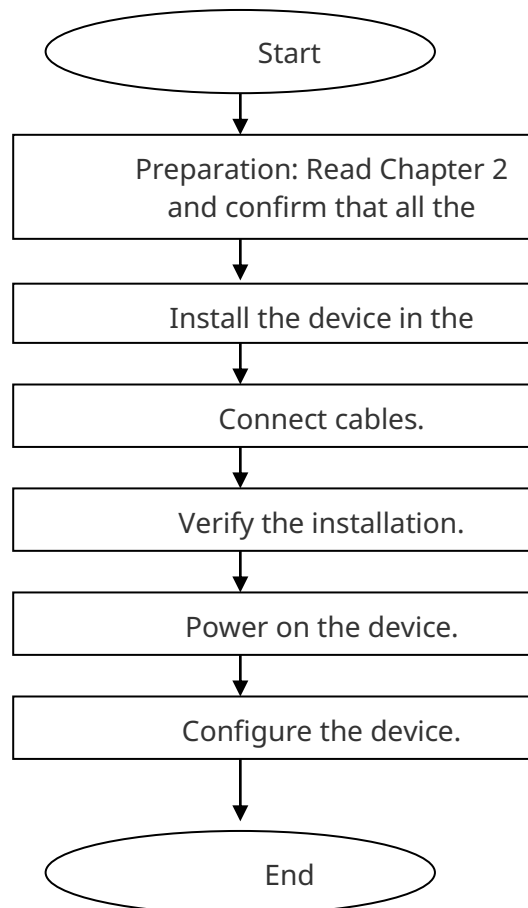 Start
Preparation: Read Chapter 2
and confirm that all the
Install the device in the
Connect cables.
Verify the installation.
Power on the device.
Configure the device.
End